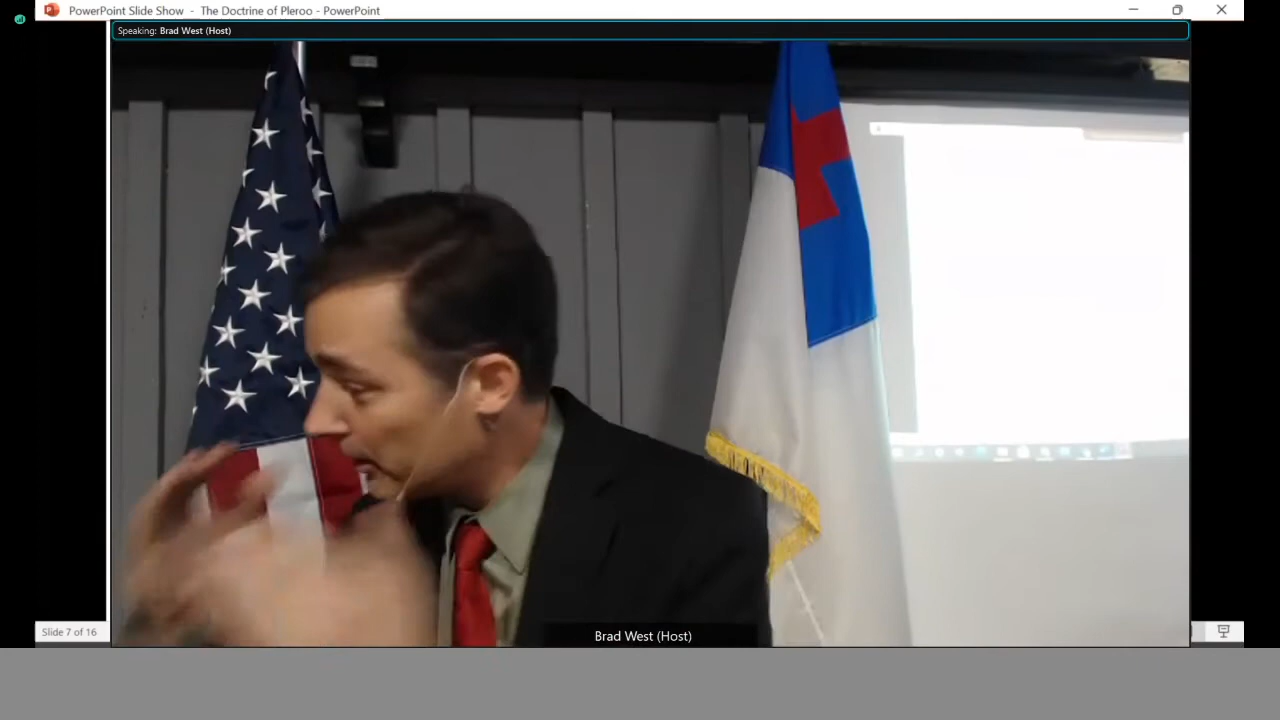 PowerPoint Slide Show - The Doctrine of Pleroo - PowerPoint
Speaking: Brad West (Host)
Brad West (Host)
Slide 7 of 16